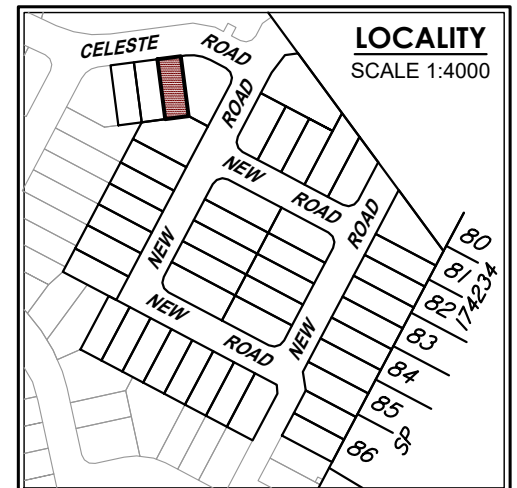 LOCALITY
SCALE 1:4000
CELESTE ROAD
ROAD
NEW ROAD
ROAD
NEW
NEW ROAD
NEW
80
81
82
83
84
85
86
SP 174234